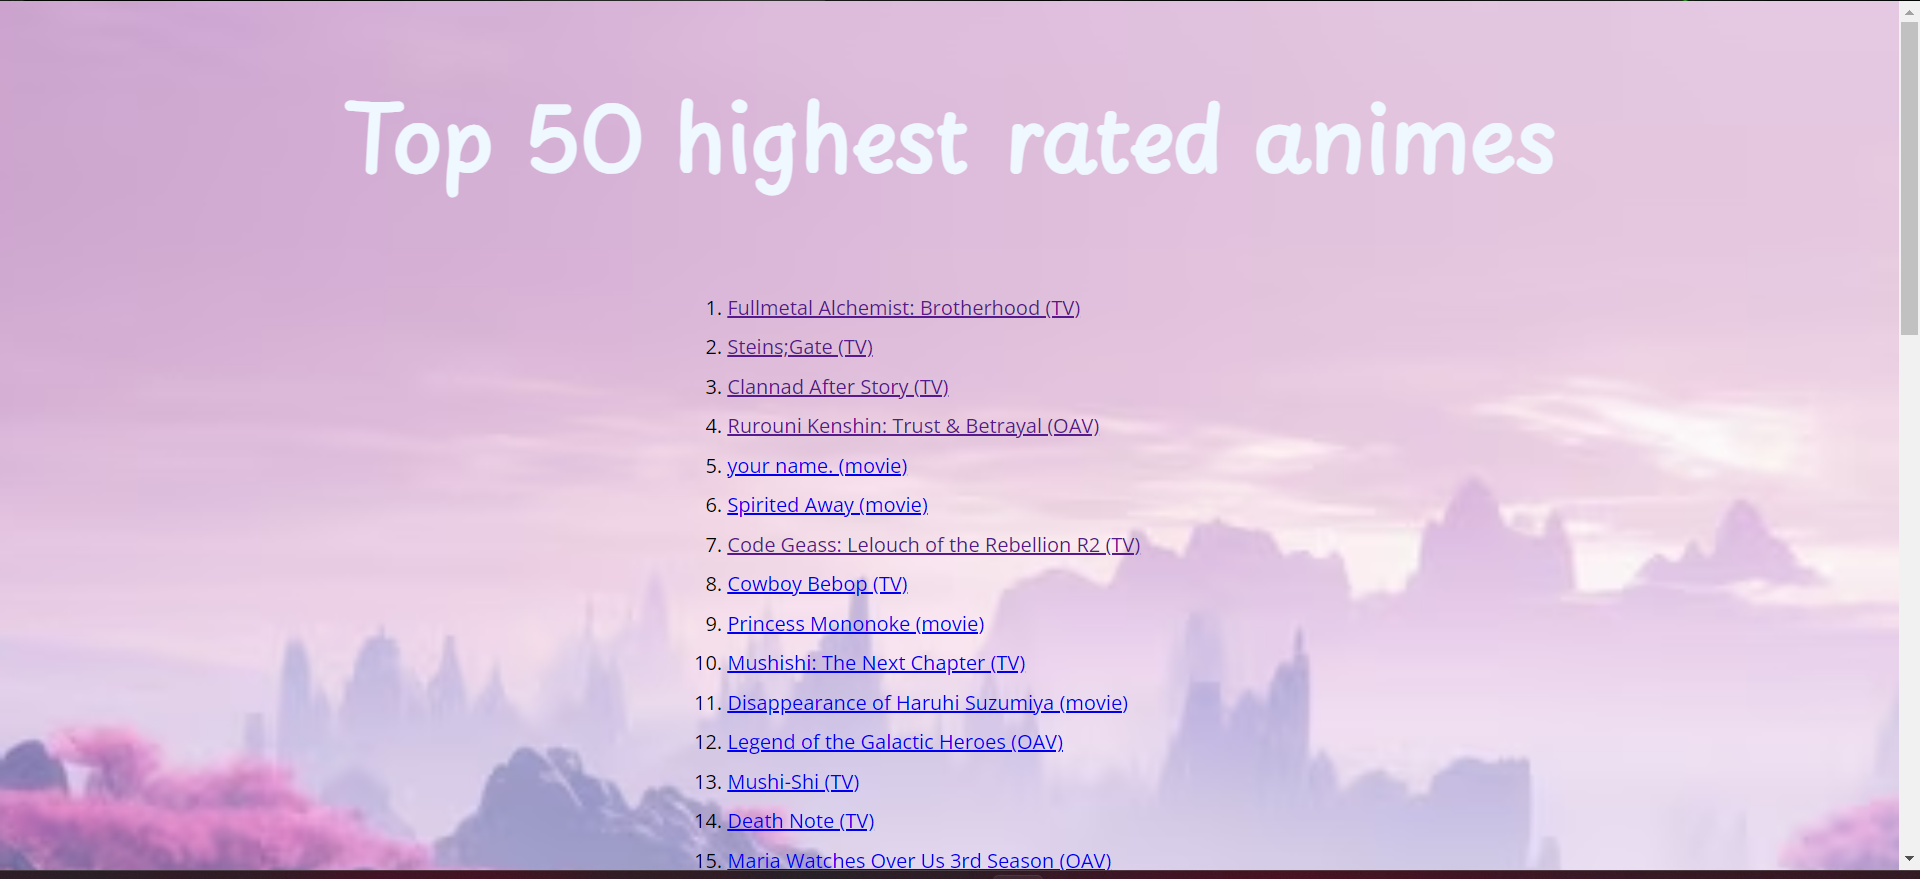 Top 50 highest rated animes
1. Fullmetal Alchemist: Brotherhood (TV)
2. Steins;Gate (TV)
3. Clannad After Story (TV)
4. Rurouni Kenshin: Trust & Betrayal (OAV)
5. your name. (movie)
6. Spirited Away (movie)
7. Code Geass: Lelouch of the Rebellion R2 (TV)
8. Cowboy Bebop (TV)
9. Princess Mononoke (movie)
10. Mushishi: The Next Chapter (TV)
11. Disappearance of Haruhi Suzumiya (movie)
12. Legend of the Galactic Heroes (OAV)
13. Mushi-Shi (TV)
14. Death Note (TV)
15. Maria Watches Over Us 3rd Season (OAV)